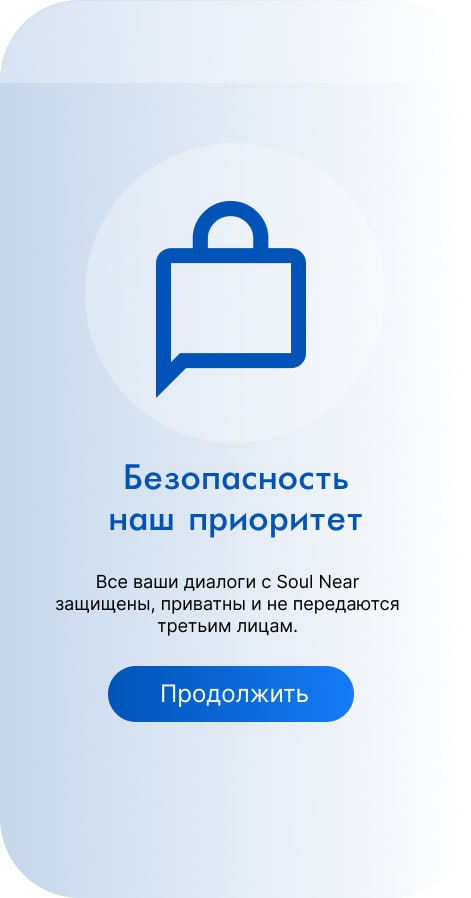 Безопасность
наш приоритет
Все ваши диалоги с Soul Near
защищены, приватны и не передаются
третьим лицам.
Продолжить